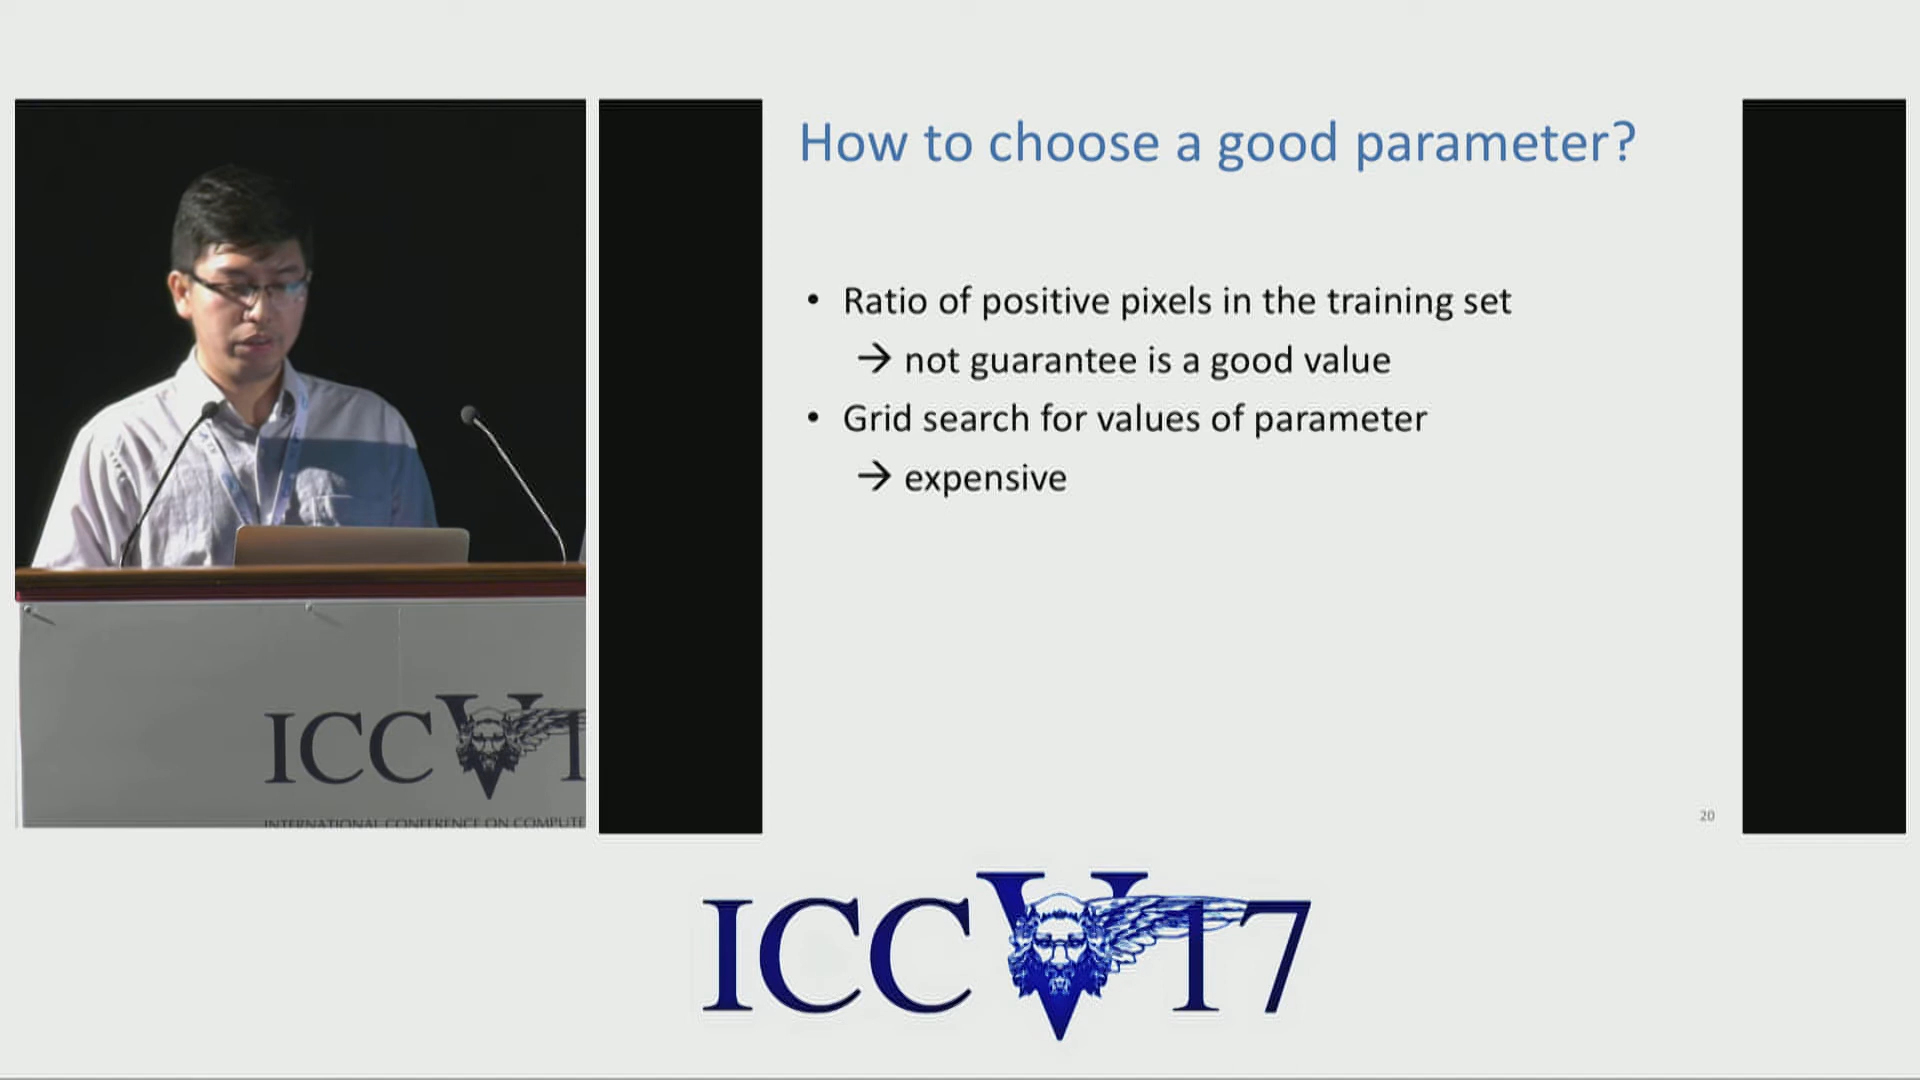 How to choose a good parameter?
• Ratio of positive pixels in the training set
→ not guarantee is a good value
• Grid search for values of parameter
→ expensive
20
ICCV 1
INTERNATIONAL CONFERENCE ON COMPUTE
ICCV17